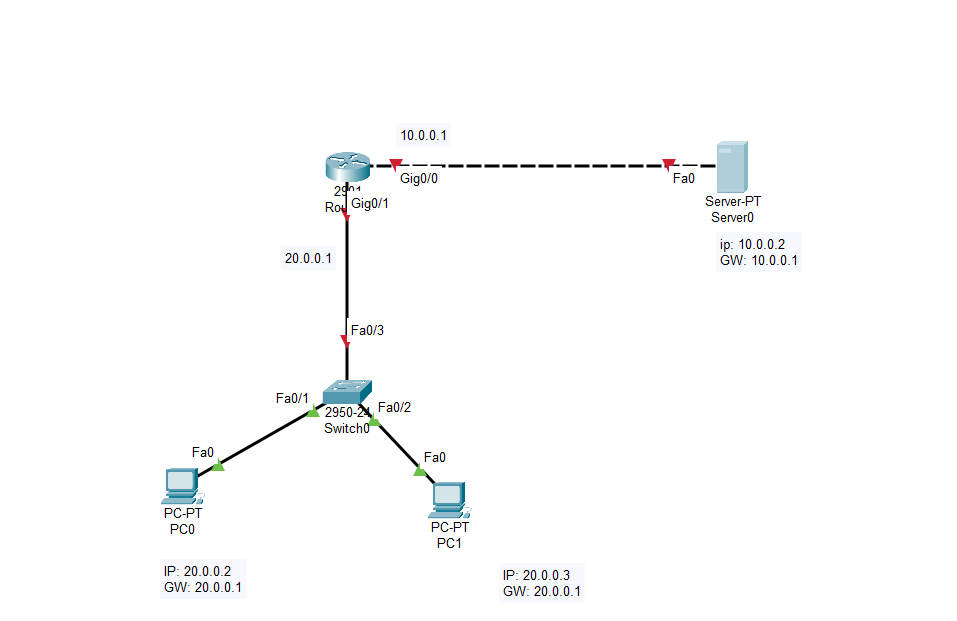 10.0.0.1
Gig0/0
Fa0
2901
Gig0/1
Server-PT
Server0
ip: 10.0.0.2
GW: 10.0.0.1
20.0.0.1
Fa0/3
Fa0/1
Fa0/2
2950-24
Switch0
Fa0
Fa0
PC-PT
PC0
PC-PT
PC1
IP: 20.0.0.2
GW: 20.0.0.1
IP: 20.0.0.3
GW: 20.0.0.1